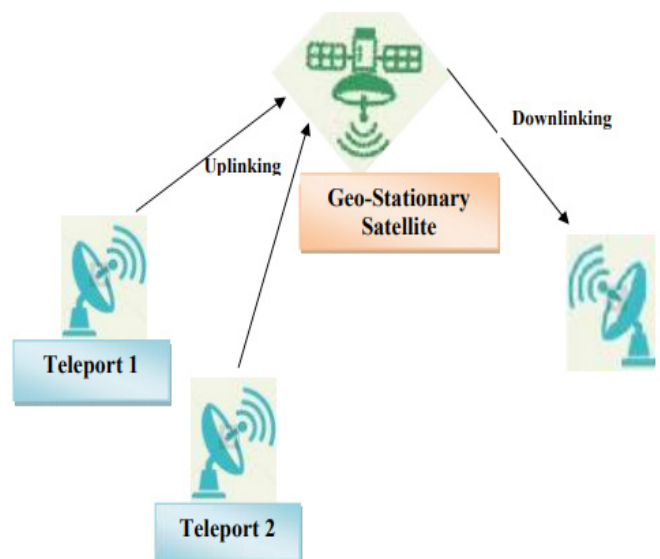 Downlinking
Uplinking
Geo-Stationary
Satellite
Teleport 1
Teleport 2